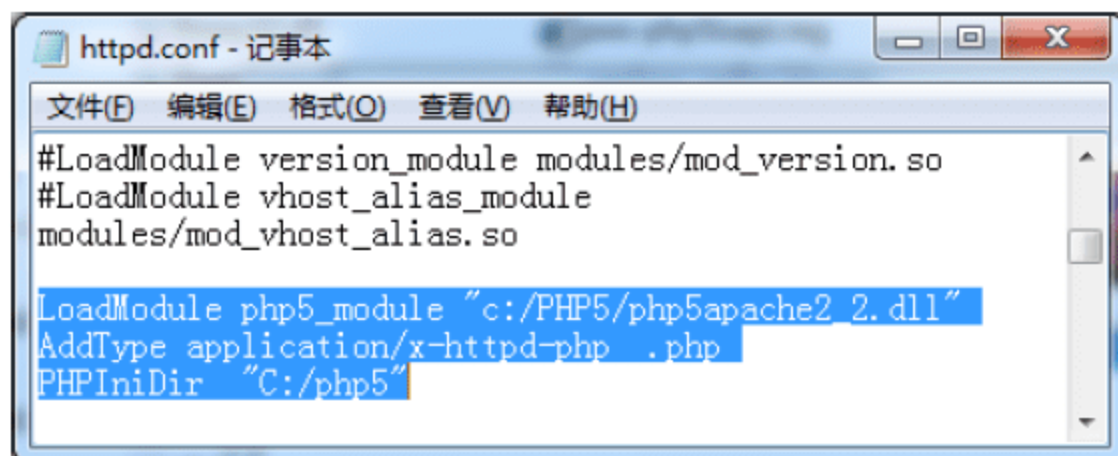 httpd.conf - 记事本
文件(F) 编辑(E) 格式(O) 查看(V) 帮助(H)
#LoadModule version_module modules/mod_version.so
#LoadModule vhost_alias_module
modules/mod_vhost_alias.so
LoadModule php5_module "c:/PHP5/php5apache2_2.dll"
AddType application/x-httpd-php  .php
PHPIniDir  "C:/php5"